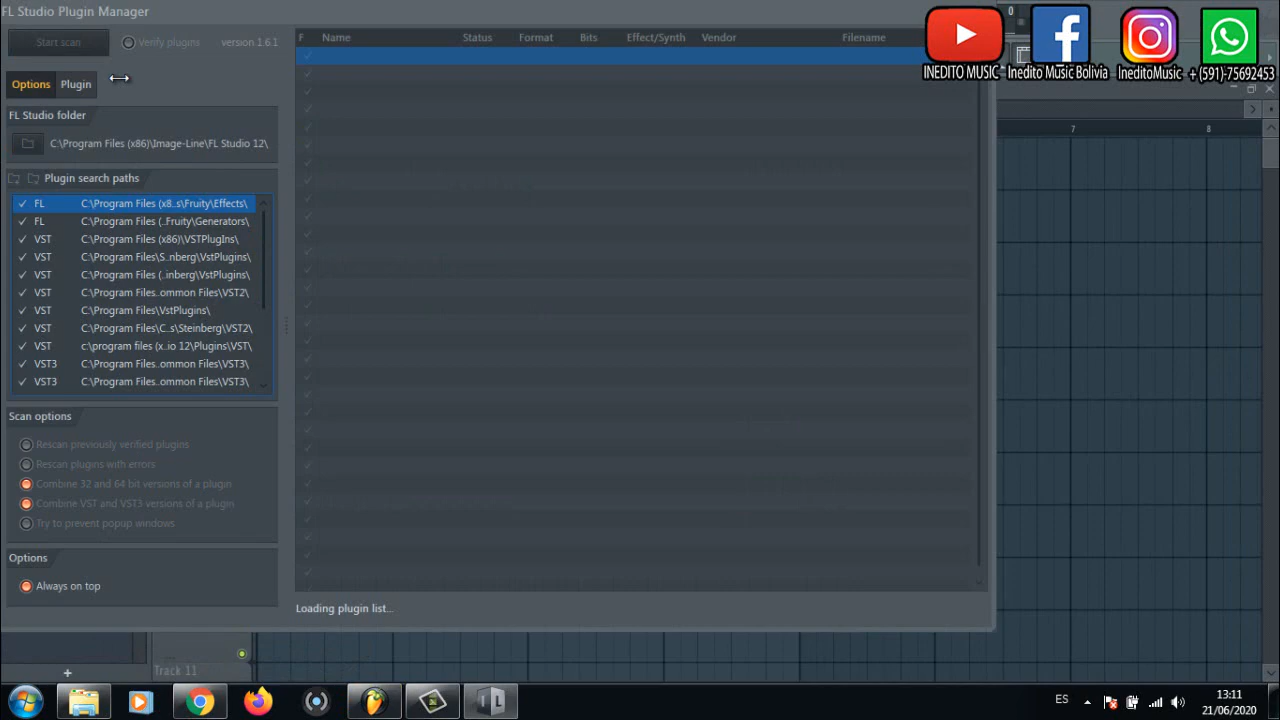 FL Studio Plugin Manager
Start scan
Verify plugins
version 1.6.1
Options
Plugin
FL Studio folder
C:\Program Files (x86)\Image-Line\FL Studio 12\
Plugin search paths
FL C:\Program Files (x8..s\Fruity\Effects\
FL C:\Program Files (..Fruity\Generators\
VST C:\Program Files (x86)\VSTPlugIns\
VST C:\Program Files\S..nberg\VstPlugins\
VST C:\Program Files (..inberg\VstPlugins\
VST C:\Program Files..ommon Files\VST2\
VST C:\Program Files\VstPlugins\
VST C:\Program Files\C..s\Steinberg\VST2\
VST c:\program files (x..io 12\Plugins\VST\
VST3 C:\Program Files..ommon Files\VST3\
VST3 C:\Program Files..ommon Files\VST3\
Scan options
Rescan previously verified plugins
Rescan plugins with errors
Combine 32 and 64 bit versions of a plugin
Combine VST and VST3 versions of a plugin
Try to prevent popup windows
Options
Always on top
F Name Status Format Bits Effect/Synth Vendor Filename
Loading plugin list...
0
INEDITO MUSIC
Inedito Music Bolivia
IneditoMusic
+ (591)-75692453
7 8
Track 11
ES
13:11
21/06/2020